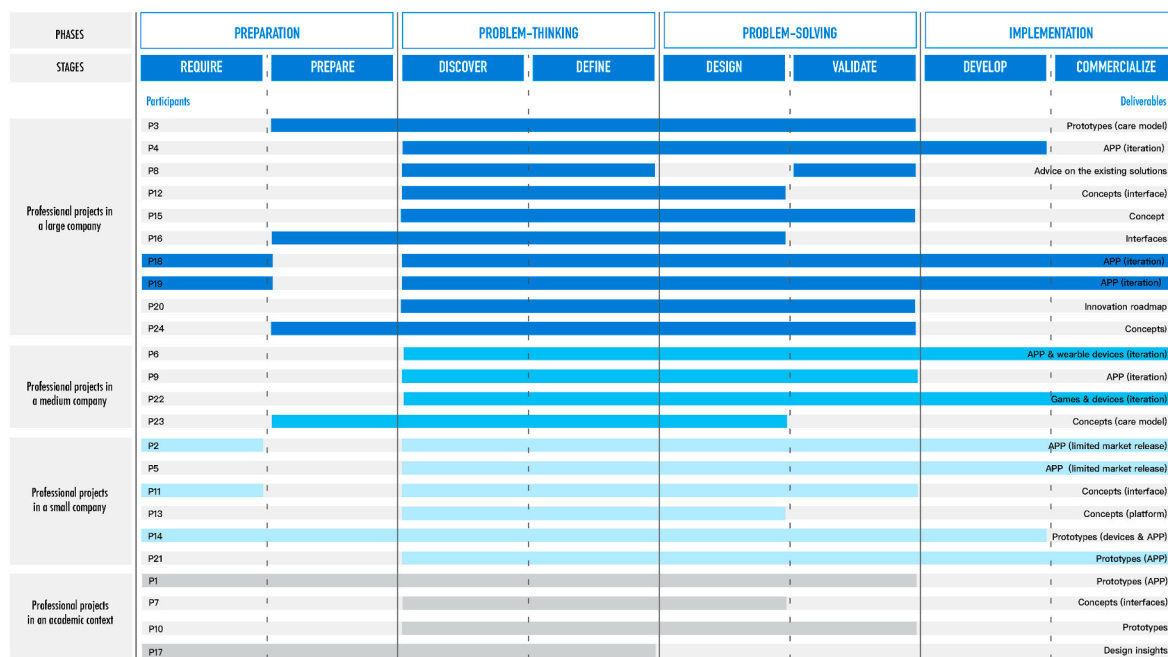 PHASES PREPARATION PROBLEM-THINKING PROBLEM-SOLVING IMPLEMENTATION
STAGES REQUIRE PREPARE DISCOVER DEFINE DESIGN VALIDATE DEVELOP COMMERCIALIZE
Participants Deliverables
Professional projects in
a large company
P3 Prototypes (care model)
P4 APP (iteration)
P8 Advice on the existing solutions
P12 Concepts (interface)
P15 Concept
P16 Interfaces
P18 APP (iteration)
P19 APP (iteration)
P20 Innovation roadmap
P24 Concepts)
Professional projects in
a medium company
P6 APP & wearble devices (iteration)
P9 APP (iteration)
P22 Games & devices (iteration)
P23 Concepts (care model)
Professional projects
in a small company
P2 APP (limited market release)
P5 APP (limited market release)
P11 Concepts (interface)
P13 Concepts (platform)
P14 Prototypes (devices & APP)
P21 Prototypes (APP)
Professional projects
in an academic context
P1 Prototypes (APP)
P7 Concepts (interfaces)
P10 Prototypes
P17 Design insights